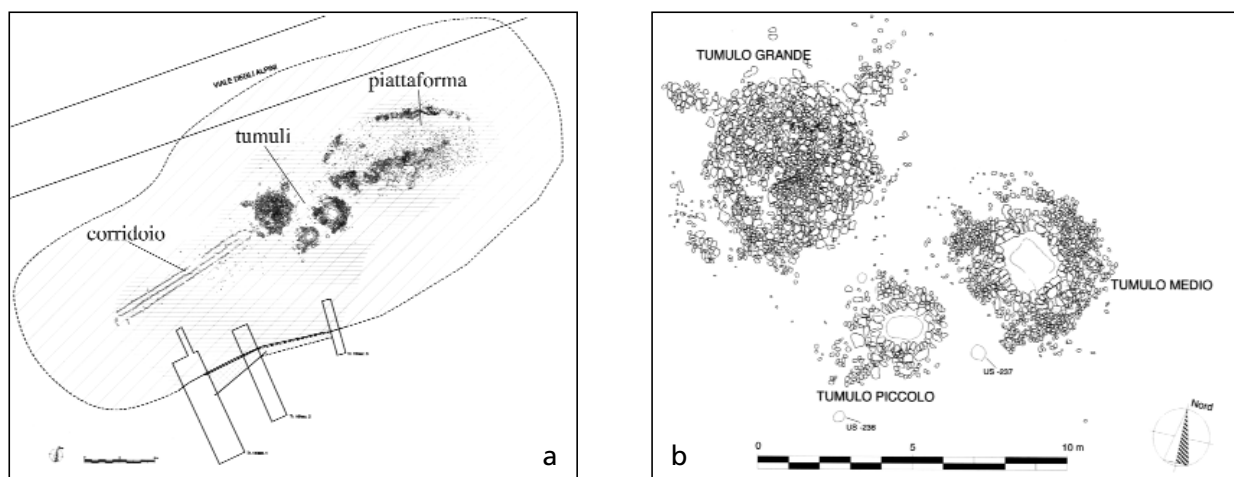 VIALE DEGLI ALPINI
piattaforma
tumuli
corridoio
a
TUMULO GRANDE
TUMULO MEDIO
US -237
TUMULO PICCOLO
US -236
Nord
0 5 10 m
b